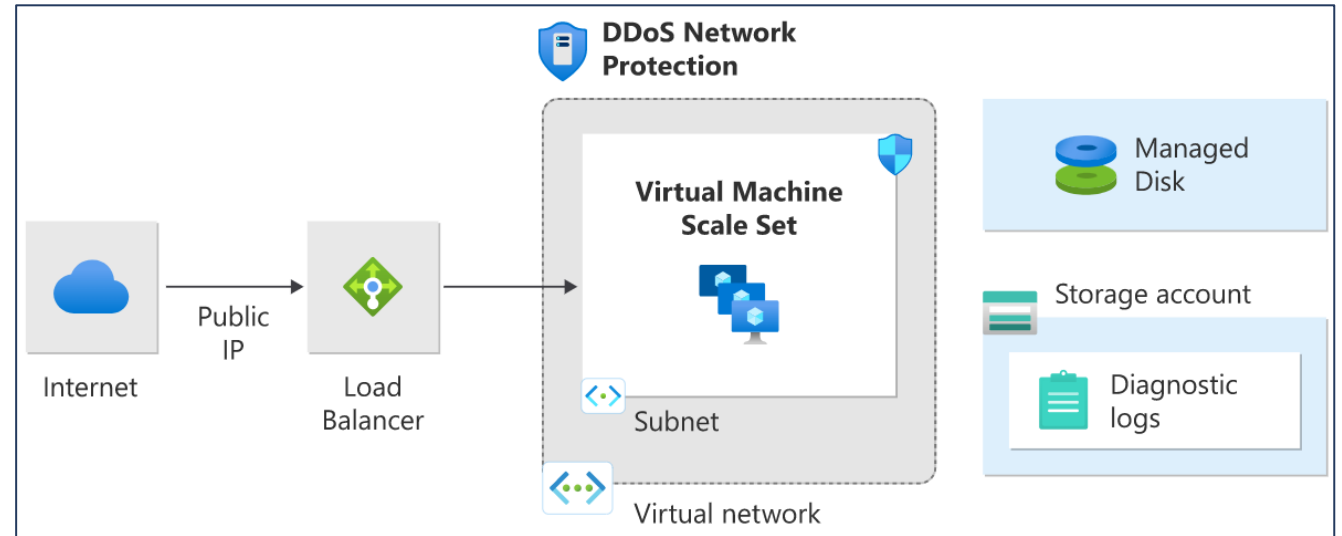 DDoS Network
Protection
Virtual Machine
Scale Set
Managed
Disk
Public
IP
Storage account
Internet
Load
Balancer
Subnet
Diagnostic
logs
Virtual network